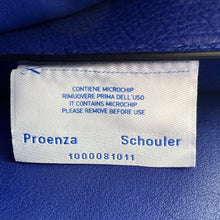 CONTIENE MICROCHIP
RIMUOVERE PRIMA DELL'USO
IT CONTAINS MICROCHIP
PLEASE REMOVE BEFORE USE
Proenza Schouler
1000081011